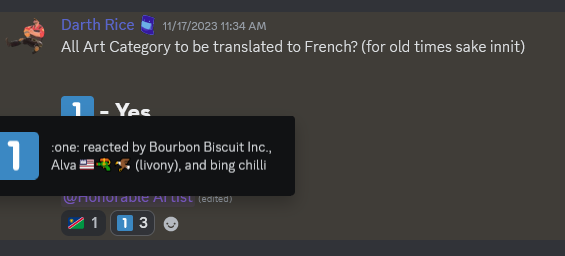 Darth Rice 11/17/2023 11:34 AM
All Art Category to be translated to French? (for old times sake innit)
1 - Yes
1
:one: reacted by Bourbon Biscuit Inc.,
Alva 🇺🇸 (livony), and bing chilli
@Honorable Artist (edited)
🇳🇦 1 1 3